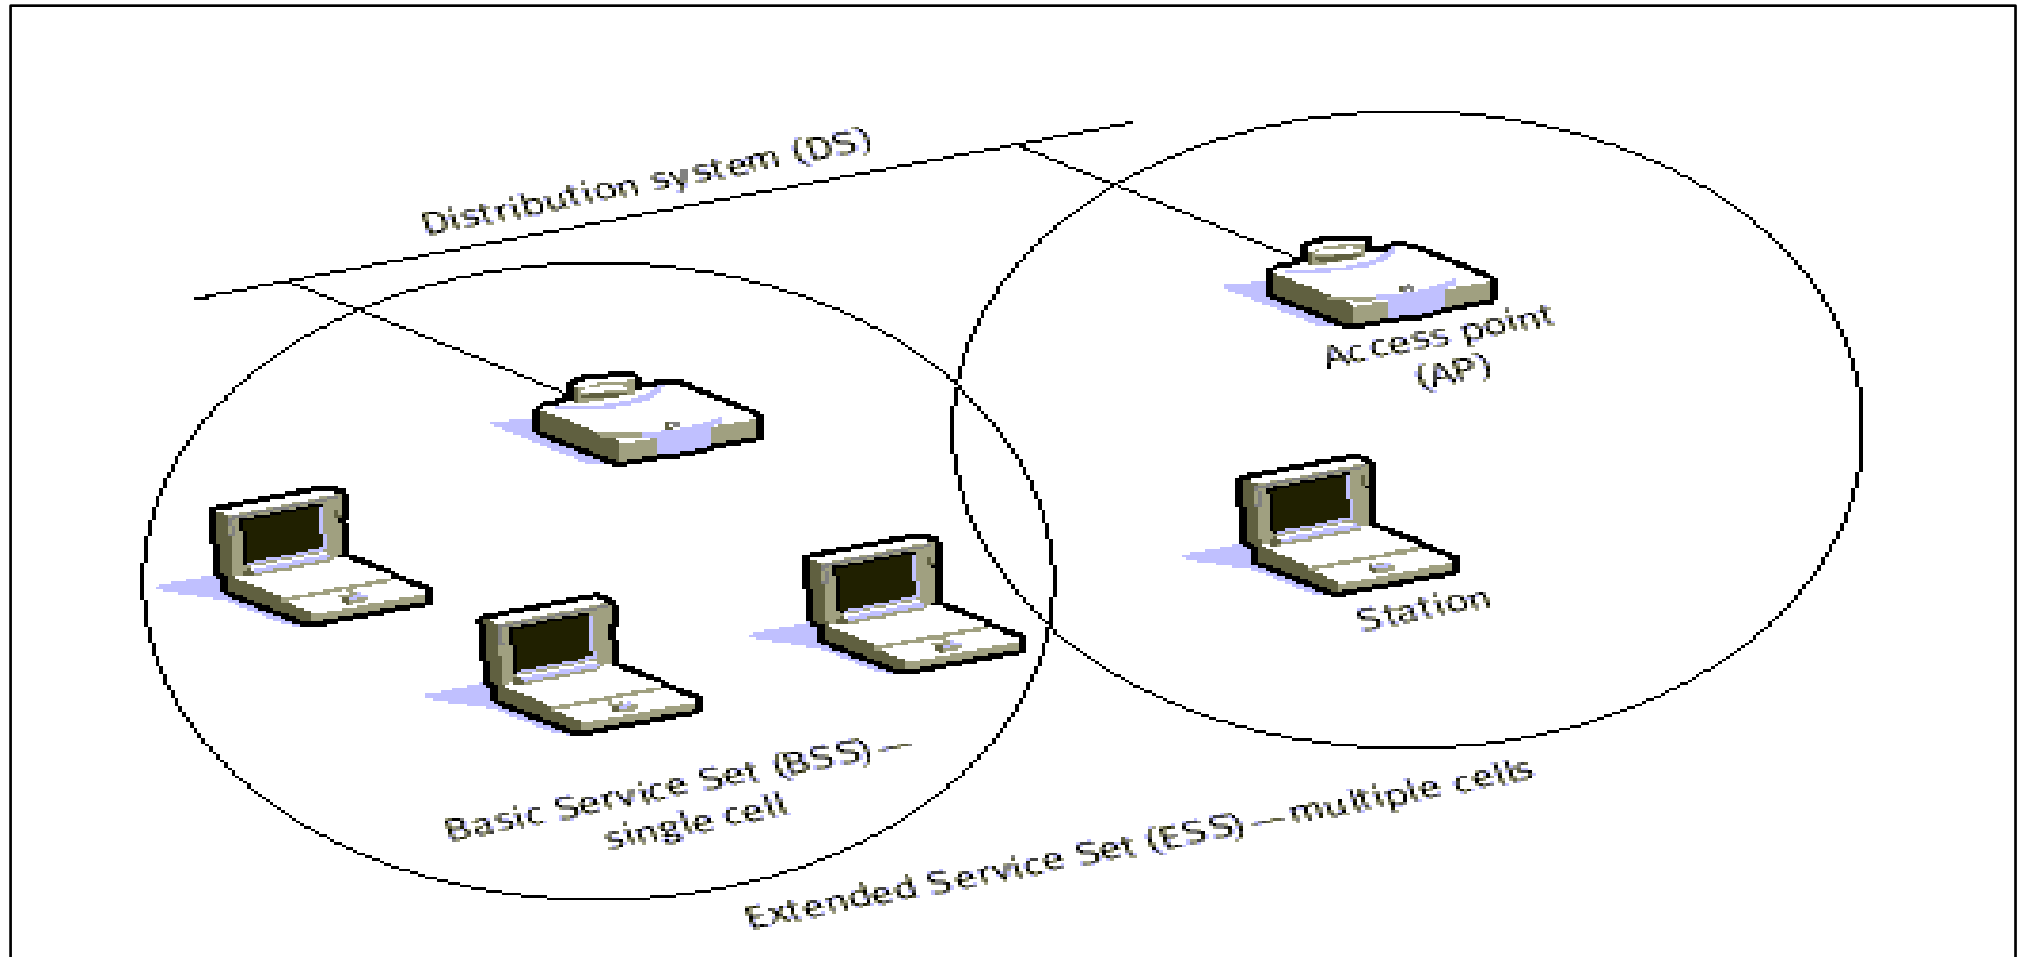 Distribution system (DS)
Access point
(AP)
Station
Basic Service Set (BSS)—
single cell
Extended Service Set (ESS)—multiple cells